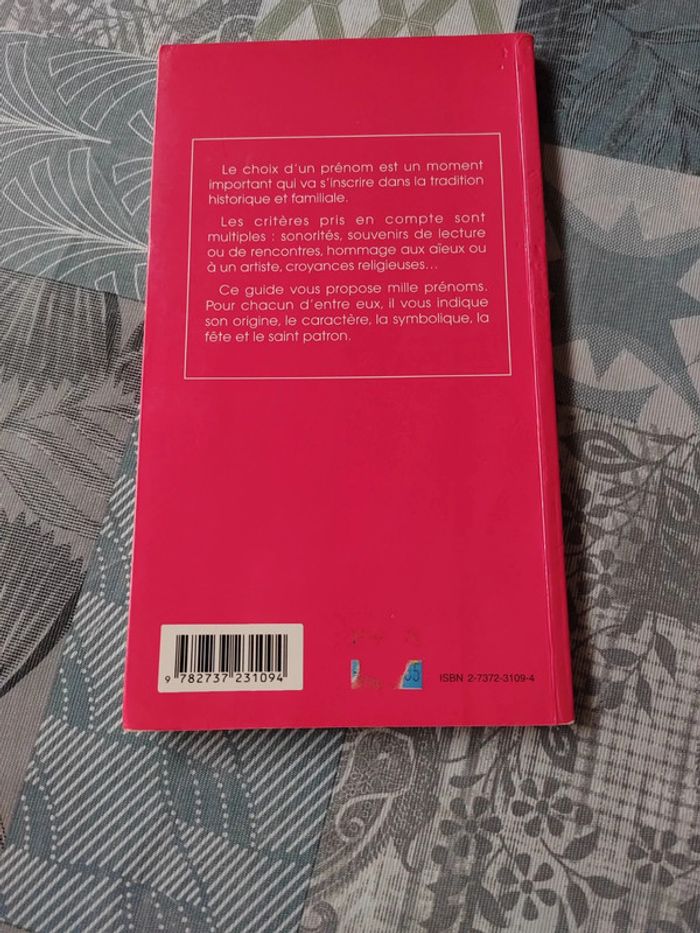 Le choix d'un prénom est un moment
important qui va s'inscrire dans la tradition
historique et familiale.
Les critères pris en compte sont
multiples : sonorités, souvenirs de lecture
ou de rencontres, hommage aux aïeux ou
à un artiste, croyances religieuses...
Ce guide vous propose mille prénoms.
Pour chacun d'entre eux, il vous indique
son origine, le caractère, la symbolique, la
fête et le saint patron.
9 782737 231094
ISBN 2-7372-3109-4